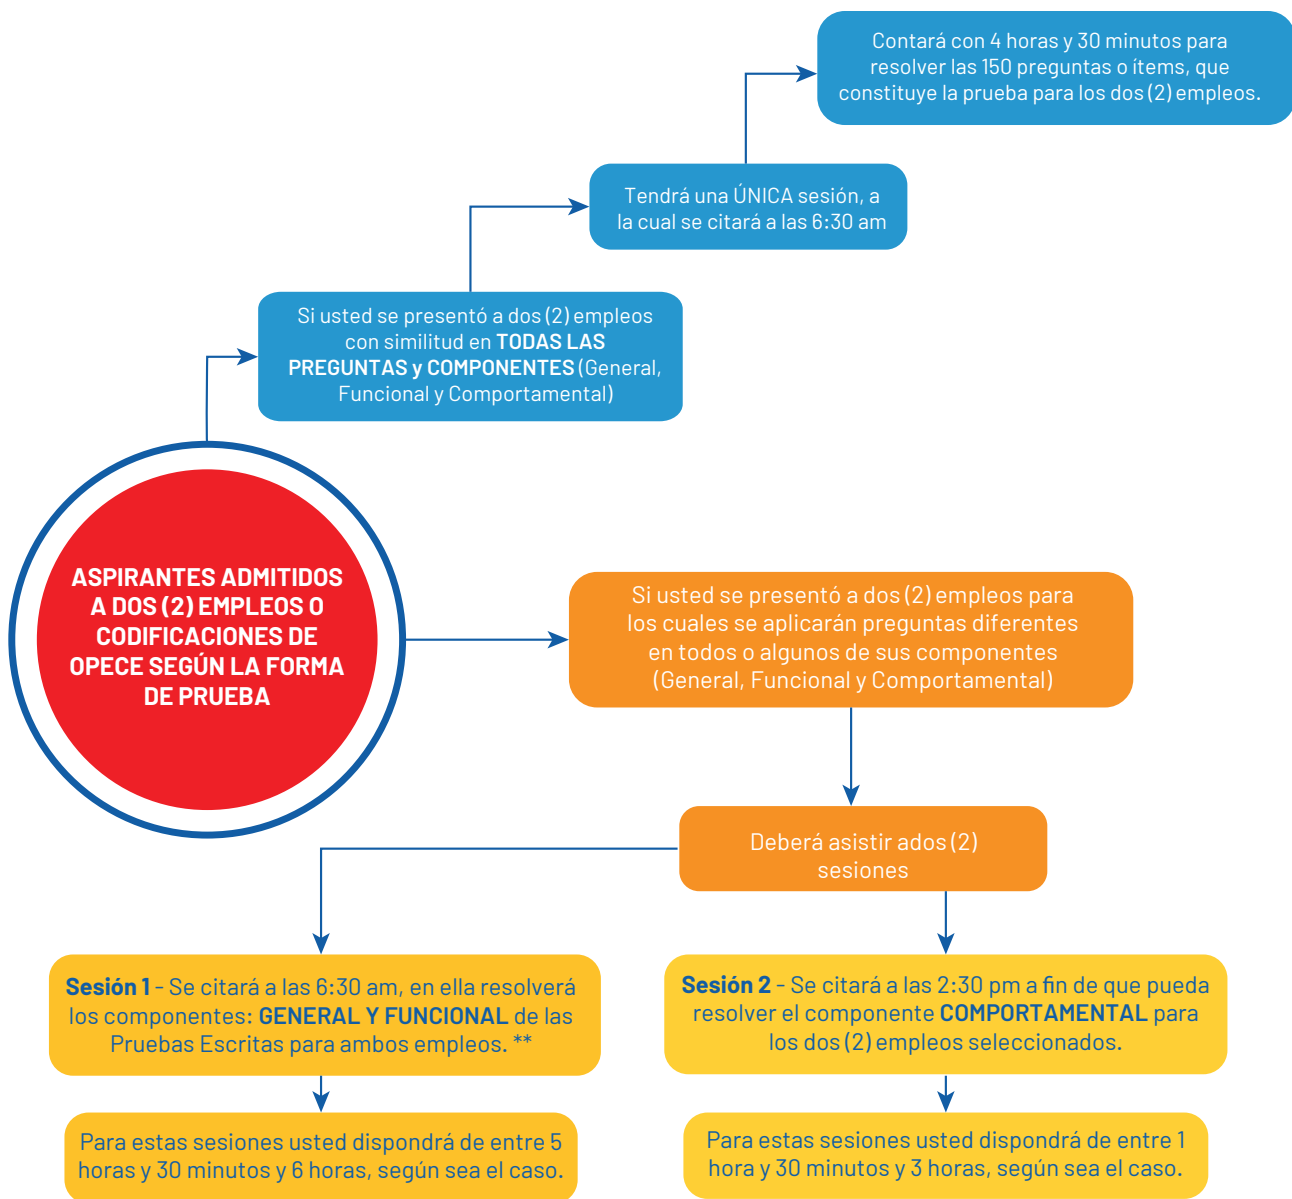 Contará con 4 horas y 30 minutos para
resolver las 150 preguntas o ítems, que
constituye la prueba para los dos (2) empleos.
Tendrá una ÚNICA sesión, a
la cual se citará a las 6:30 am
Si usted se presentó a dos (2) empleos
con similitud en TODAS LAS
PREGUNTAS y COMPONENTES (General,
Funcional y Comportamental)
ASPIRANTES ADMITIDOS
A DOS (2) EMPLEOS O
CODIFICACIONES DE
OPECE SEGÚN LA FORMA
DE PRUEBA
Si usted se presentó a dos (2) empleos para
los cuales se aplicarán preguntas diferentes
en todos o algunos de sus componentes
(General, Funcional y Comportamental)
Deberá asistir ados (2)
sesiones
Sesión 1 - Se citará a las 6:30 am, en ella resolverá
los componentes: GENERAL Y FUNCIONAL de las
Pruebas Escritas para ambos empleos. **
Sesión 2 - Se citará a las 2:30 pm a fin de que pueda
resolver el componente COMPORTAMENTAL para
los dos (2) empleos seleccionados.
Para estas sesiones usted dispondrá de entre 5
horas y 30 minutos y 6 horas, según sea el caso.
Para estas sesiones usted dispondrá de entre 1
hora y 30 minutos y 3 horas, según sea el caso.